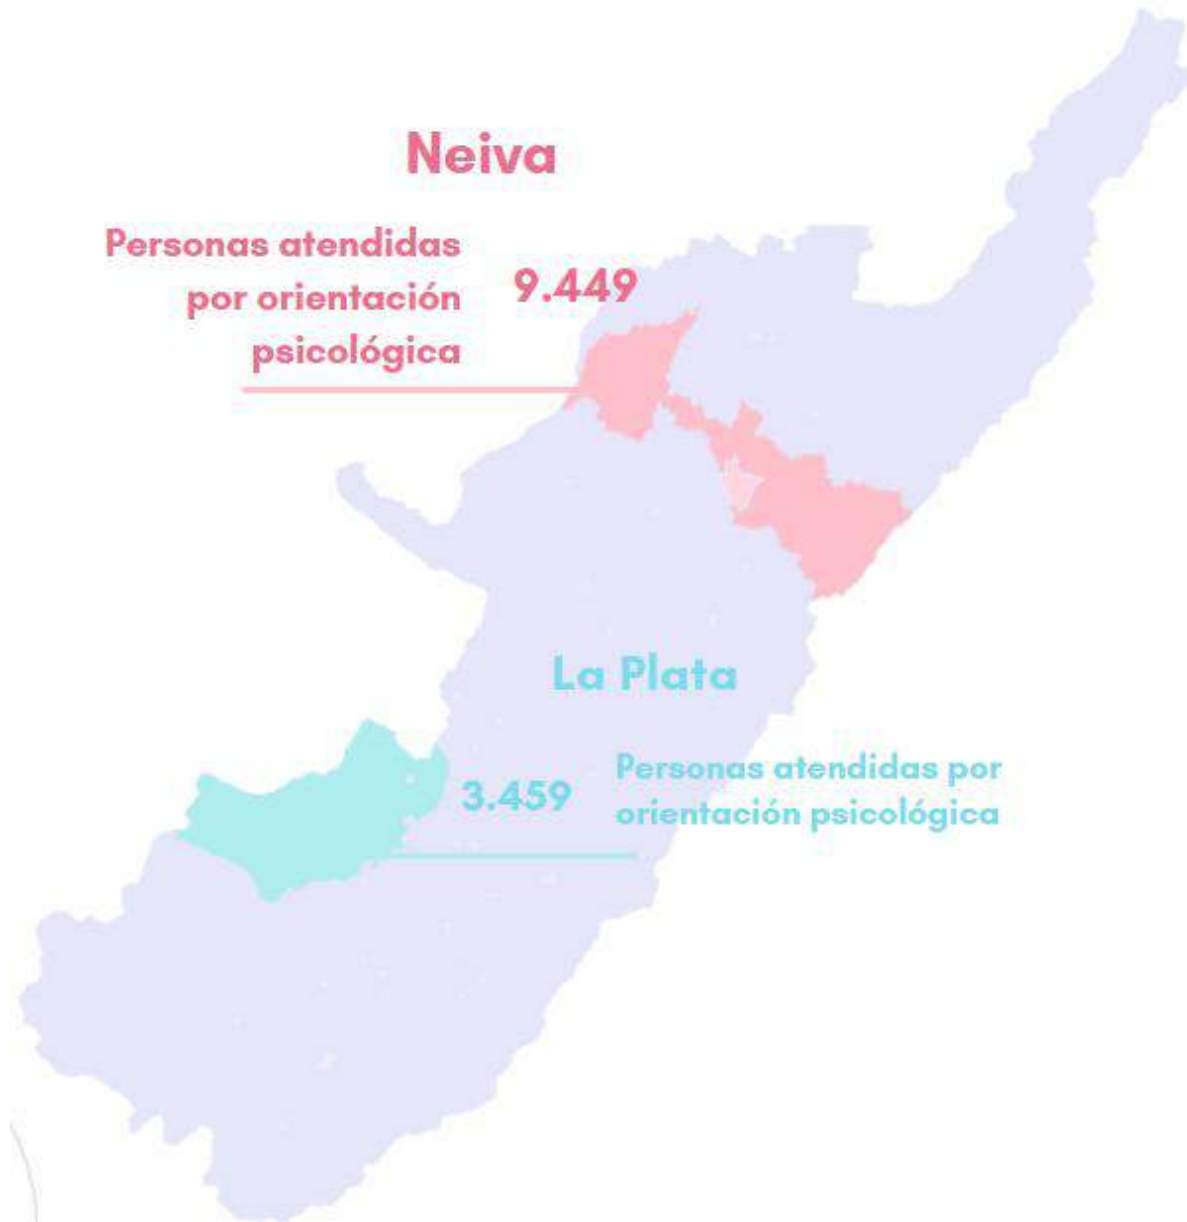 Neiva
Personas atendidas
por orientación
psicológica
9.449
La Plata
3.459
Personas atendidas por
orientación psicológica